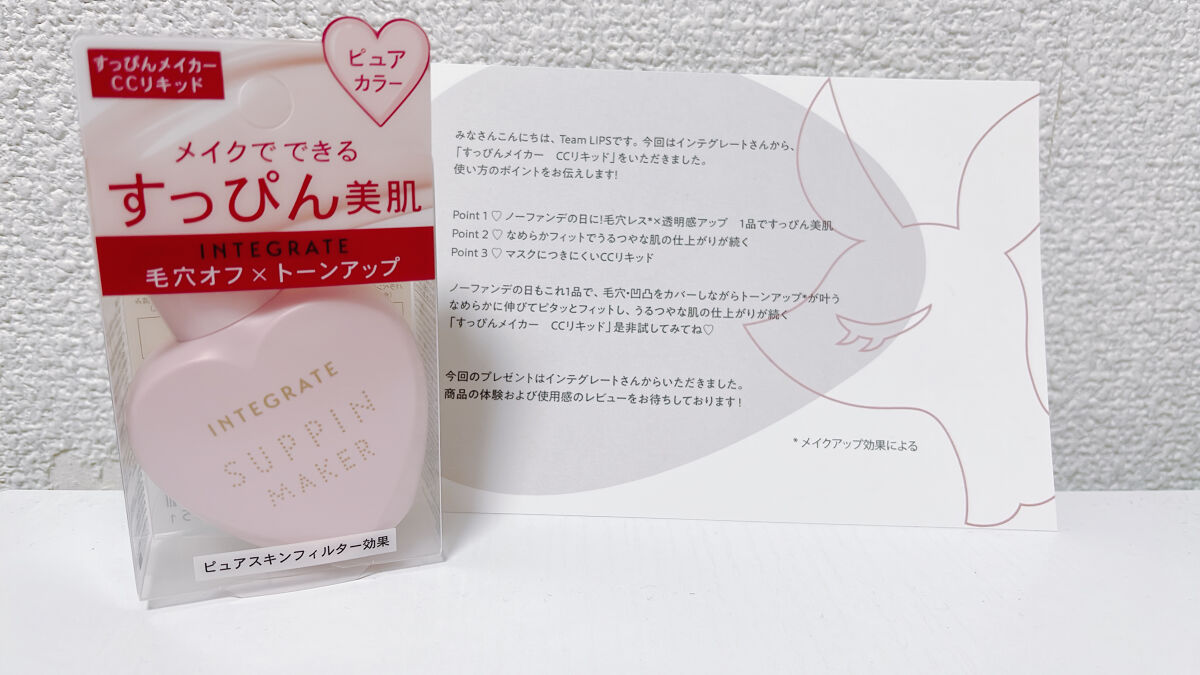 すっぴんメイカー
CCリキッド
ピュア
カラー
メイクで できる
すっぴん美肌
INTEGRATE
毛穴オフ×トーンアップ
INTEGRATE
SUPPIN
MAKER
ピュアスキンフィルター効果
みなさんこんにちは、Team LIPSです。今回はインテグレートさんから、
「すっぴんメイカー　CCリキッド」をいただきました。
使い方のポイントをお伝えします!
Point 1 ♡ ノーファンデの日に!毛穴レス*×透明感アップ　1品ですっぴん美肌
Point 2 ♡ なめらかフィットでうるつやな肌の仕上がりが続く
Point 3 ♡ マスクにつきにくいCCリキッド
ノーファンデの日もこれ1品で、毛穴・凹凸をカバーしながらトーンアップ*が叶う
なめらかに伸びてピタッとフィットし、うるつやな肌の仕上がりが続く
「すっぴんメイカー　CCリキッド」是非試してみてね♡
今回のプレゼントはインテグレートさんからいただきました。
商品の体験および使用感のレビューをお待ちしております!
* メイクアップ効果による